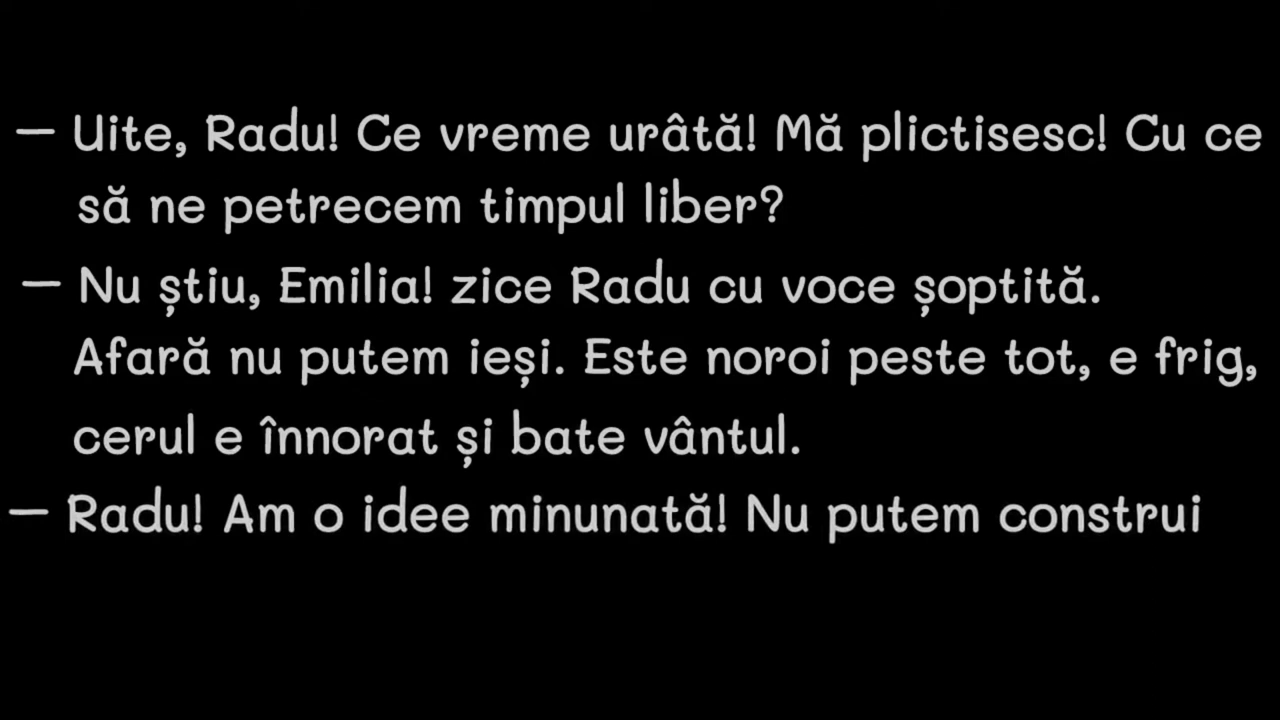 — Uite, Radu! Ce vreme urâtă! Mă plictisesc! Cu ce
să ne petrecem timpul liber?
— Nu știu, Emilia! zice Radu cu voce șoptită.
Afară nu putem ieși. Este noroi peste tot, e frig,
cerul e înnorat și bate vântul.
— Radu! Am o idee minunată! Nu putem construi